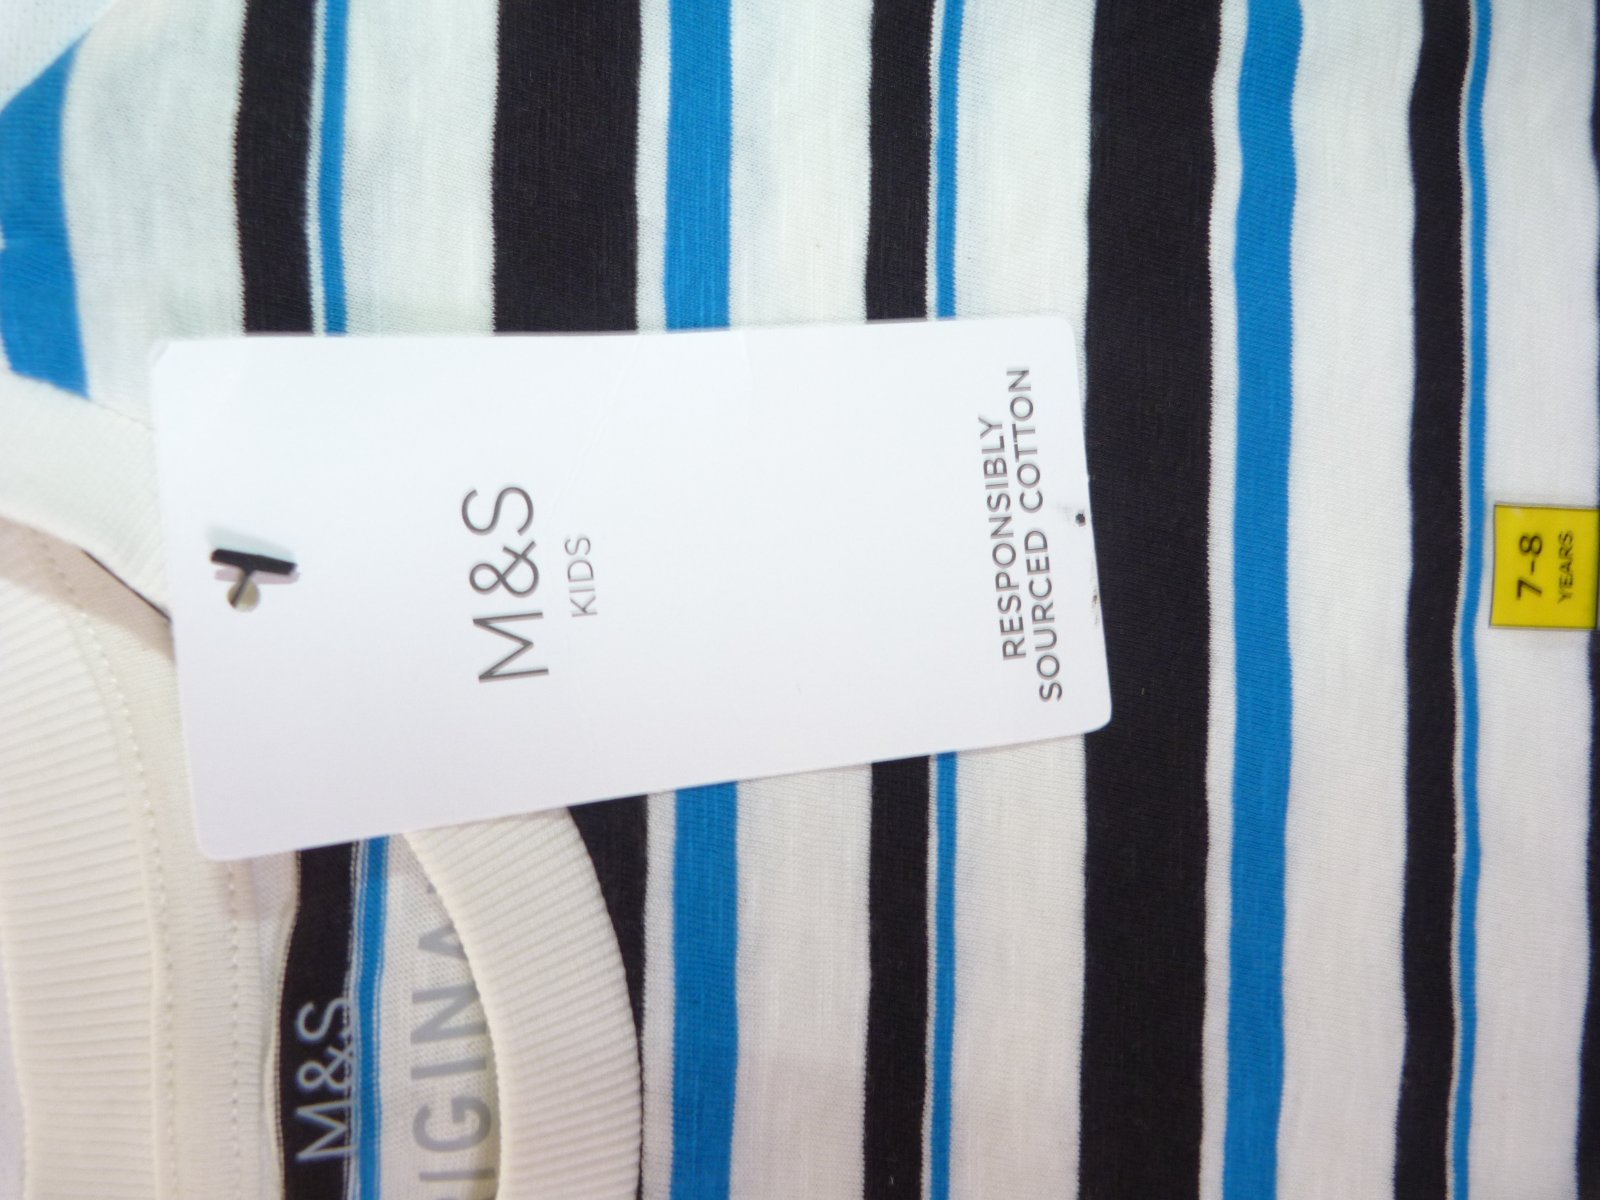 M&S
KIDS
RESPONSIBLY
SOURCED COTTON
7-8
YEARS
M&S